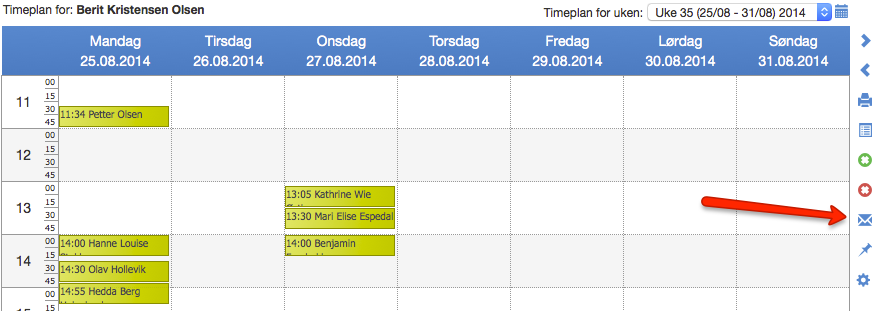 Timeplan for: Berit Kristensen Olsen
Timeplan for uken: Uke 35 (25/08 - 31/08) 2014
Mandag Tirsdag Onsdag Torsdag Fredag Lørdag Søndag
25.08.2014 26.08.2014 27.08.2014 28.08.2014 29.08.2014 30.08.2014 31.08.2014
11
00
15
30
45
11:34 Petter Olsen
12
00
15
30
45
13
00
15
30
45
13:05 Kathrine Wie
13:30 Mari Elise Espedal
14
00
15
30
45
14:00 Hanne Louise
14:00 Benjamin
14:30 Olav Hollevik
14:55 Hedda Berg
00
15